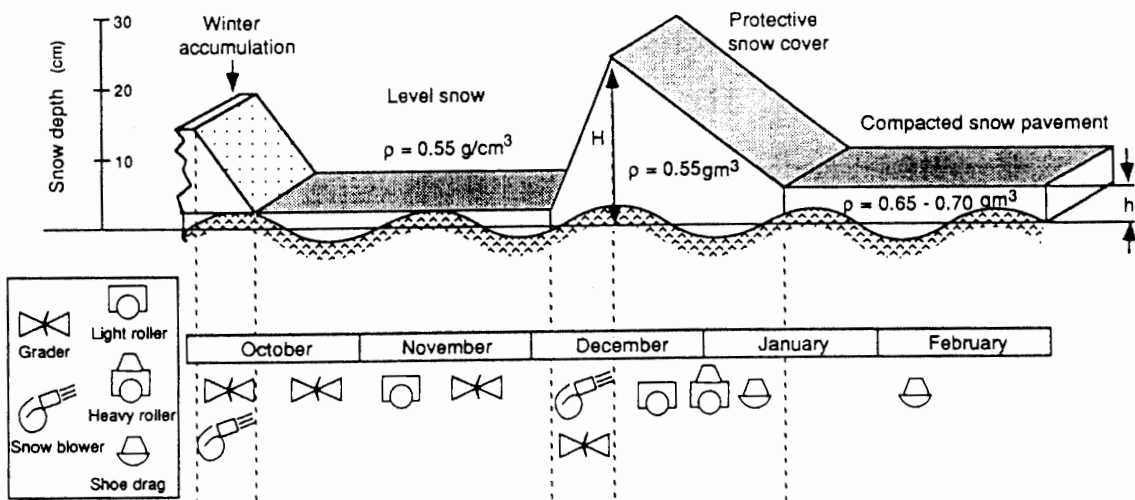 30
20
10
Snow depth (cm)
Winter
accumulation
Level snow
ρ = 0.55 g/cm³
H
ρ = 0.55gm³
Protective
snow cover
Compacted snow pavement
ρ = 0.65 - 0.70 gm³
h
Grader
Light roller
Snow blower
Heavy roller
Shoe drag
October
November
December
January
February